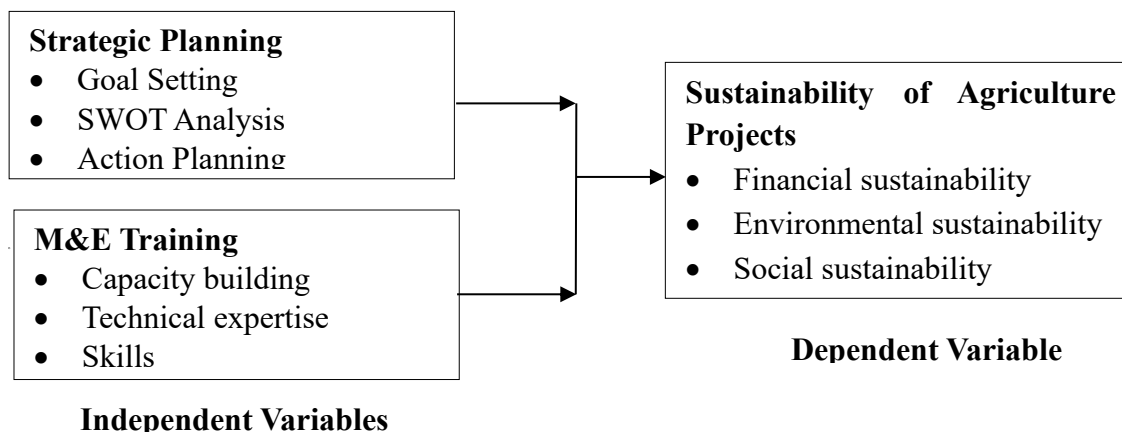 Strategic Planning
• Goal Setting
• SWOT Analysis
• Action Planning
M&E Training
• Capacity building
• Technical expertise
• Skills
Independent Variables
Sustainability of Agriculture
Projects
• Financial sustainability
• Environmental sustainability
• Social sustainability
Dependent Variable